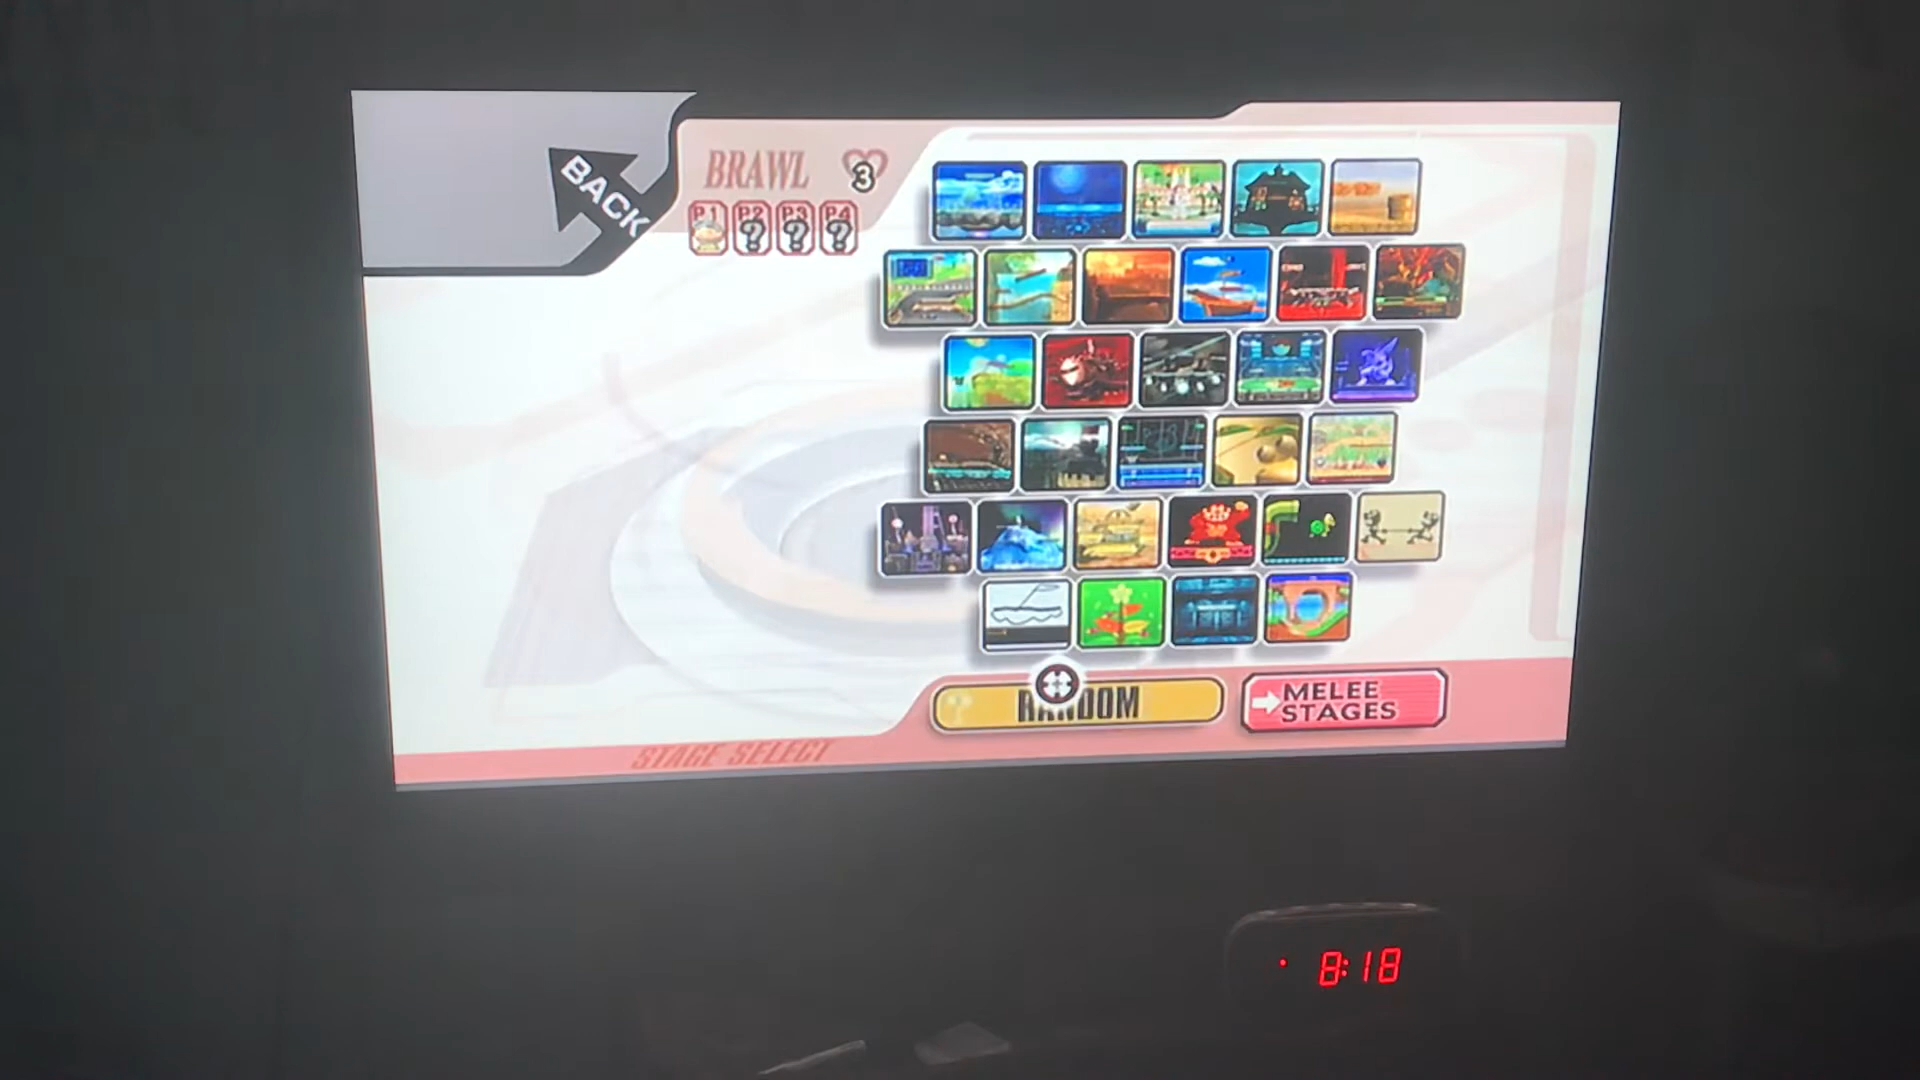 BACK
BRAWL 3
P1 P2 P3 P4
? ? ?
RANDOM
MELEE
STAGES
STAGE SELECT
8:18